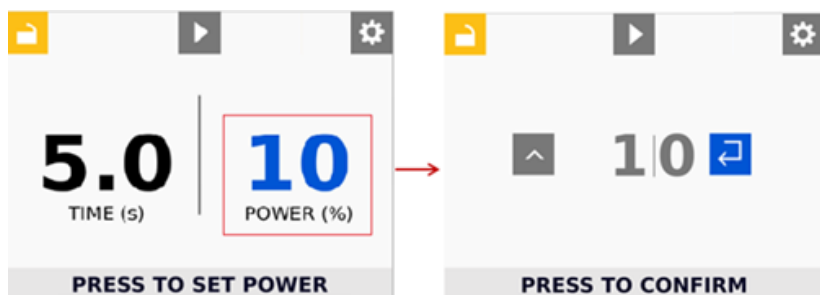 5.0 10
TIME (s) POWER (%)
PRESS TO SET POWER
10
PRESS TO CONFIRM